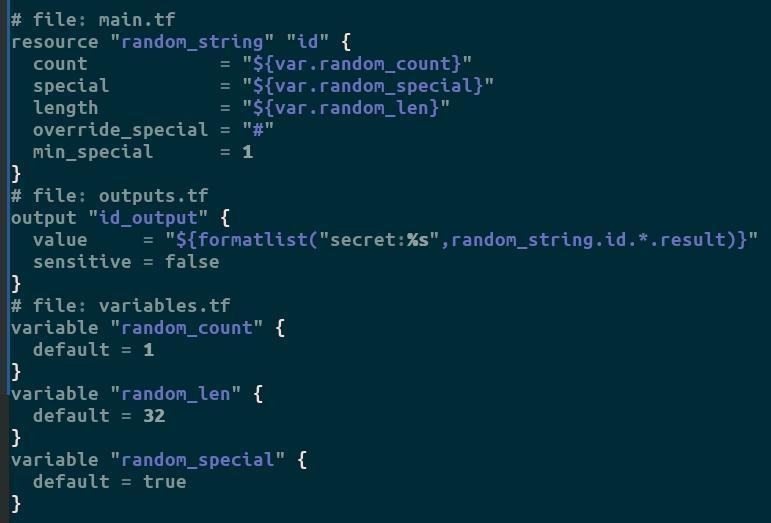 # file: main.tf
resource "random_string" "id" {
  count            = "${var.random_count}"
  special          = "${var.random_special}"
  length           = "${var.random_len}"
  override_special = "#"
  min_special      = 1
}
# file: outputs.tf
output "id_output" {
  value     = "${formatlist("secret:%s",random_string.id.*.result)}"
  sensitive = false
}
# file: variables.tf
variable "random_count" {
  default = 1
}
variable "random_len" {
  default = 32
}
variable "random_special" {
  default = true
}